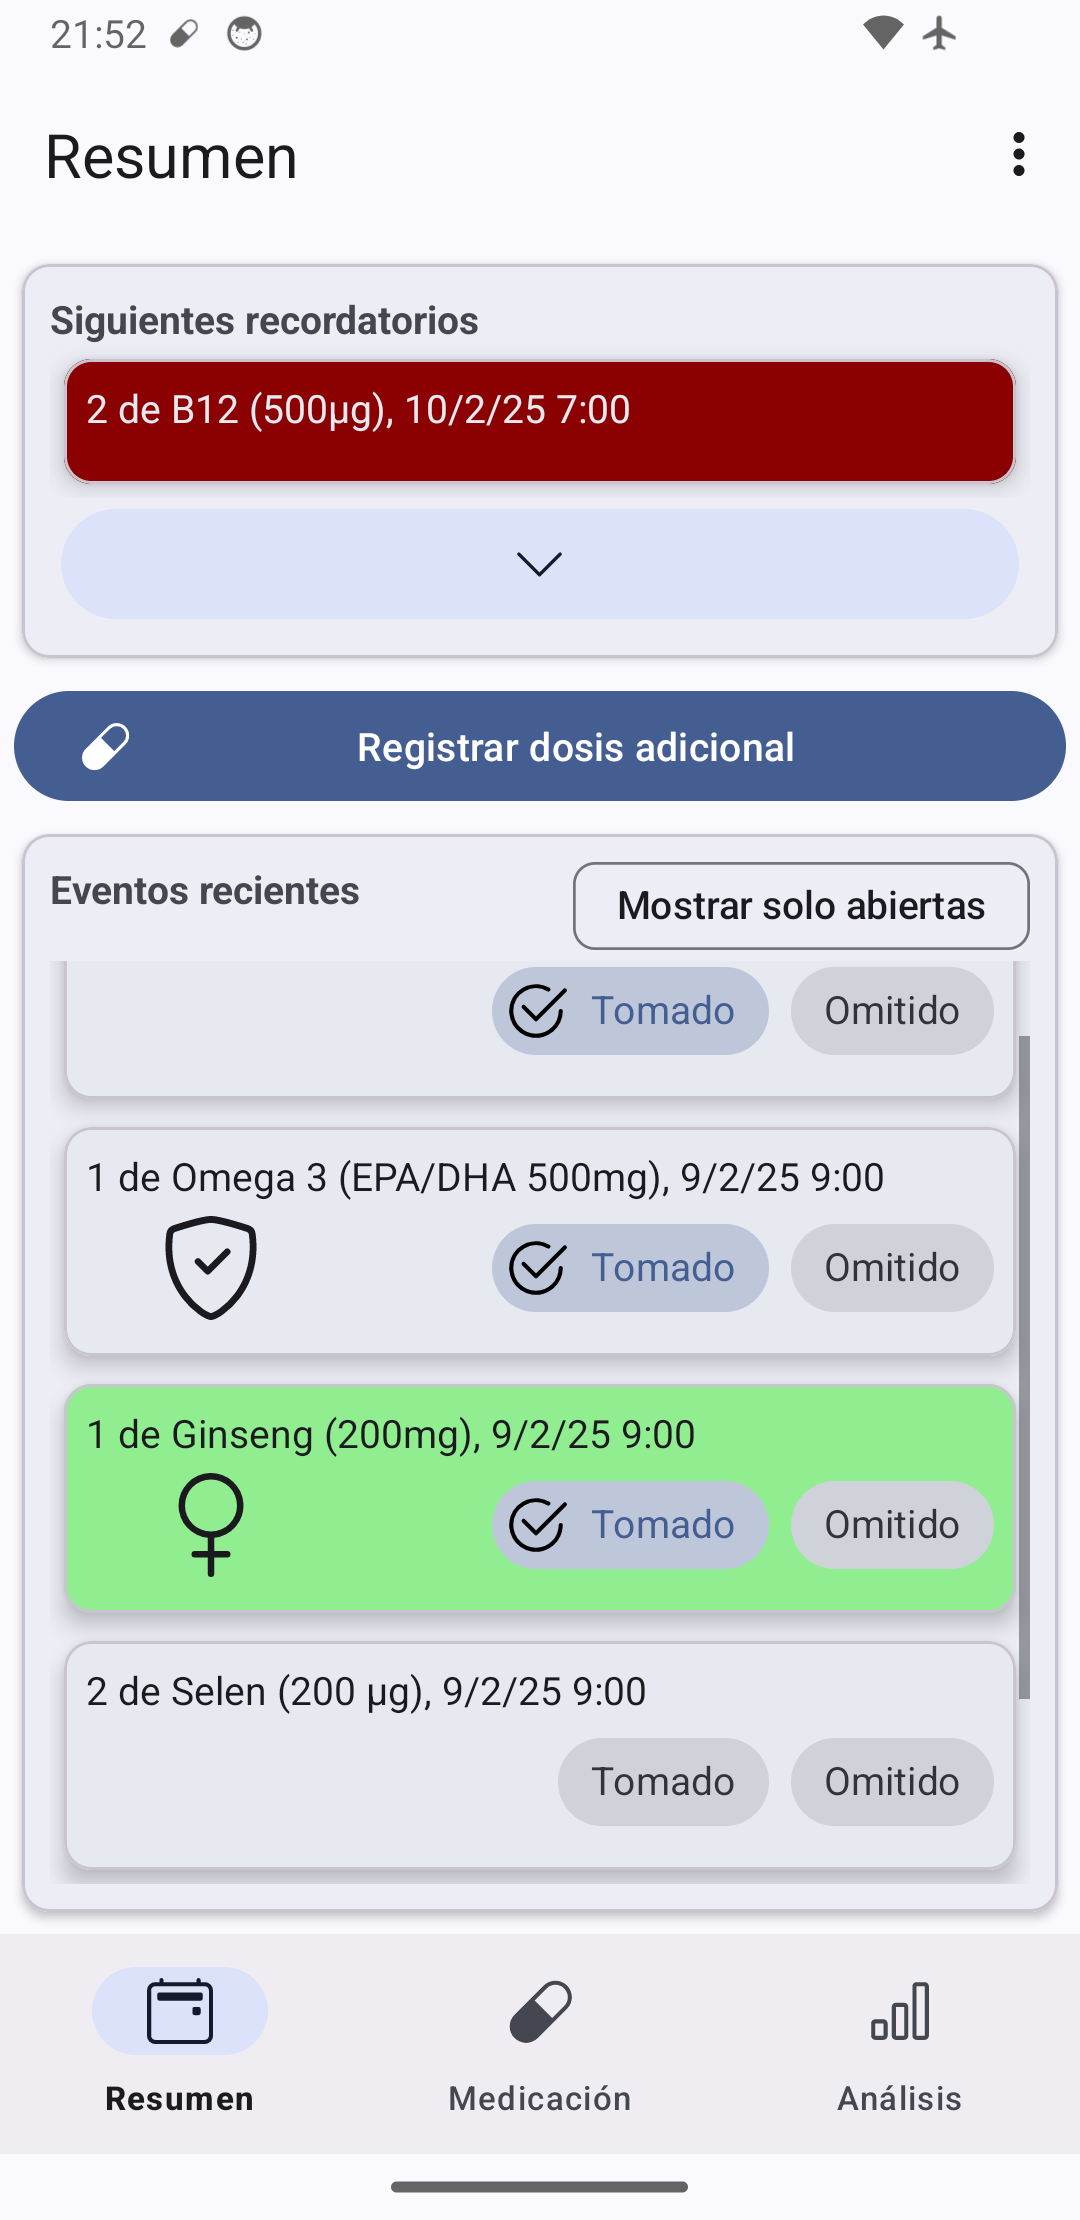 21:52
Resumen
Siguientes recordatorios
2 de B12 (500µg), 10/2/25 7:00
Registrar dosis adicional
Eventos recientes
Mostrar solo abiertas
Tomado
Omitido
1 de Omega 3 (EPA/DHA 500mg), 9/2/25 9:00
Tomado
Omitido
1 de Ginseng (200mg), 9/2/25 9:00
Tomado
Omitido
2 de Selen (200 µg), 9/2/25 9:00
Tomado
Omitido
Resumen
Medicación
Análisis